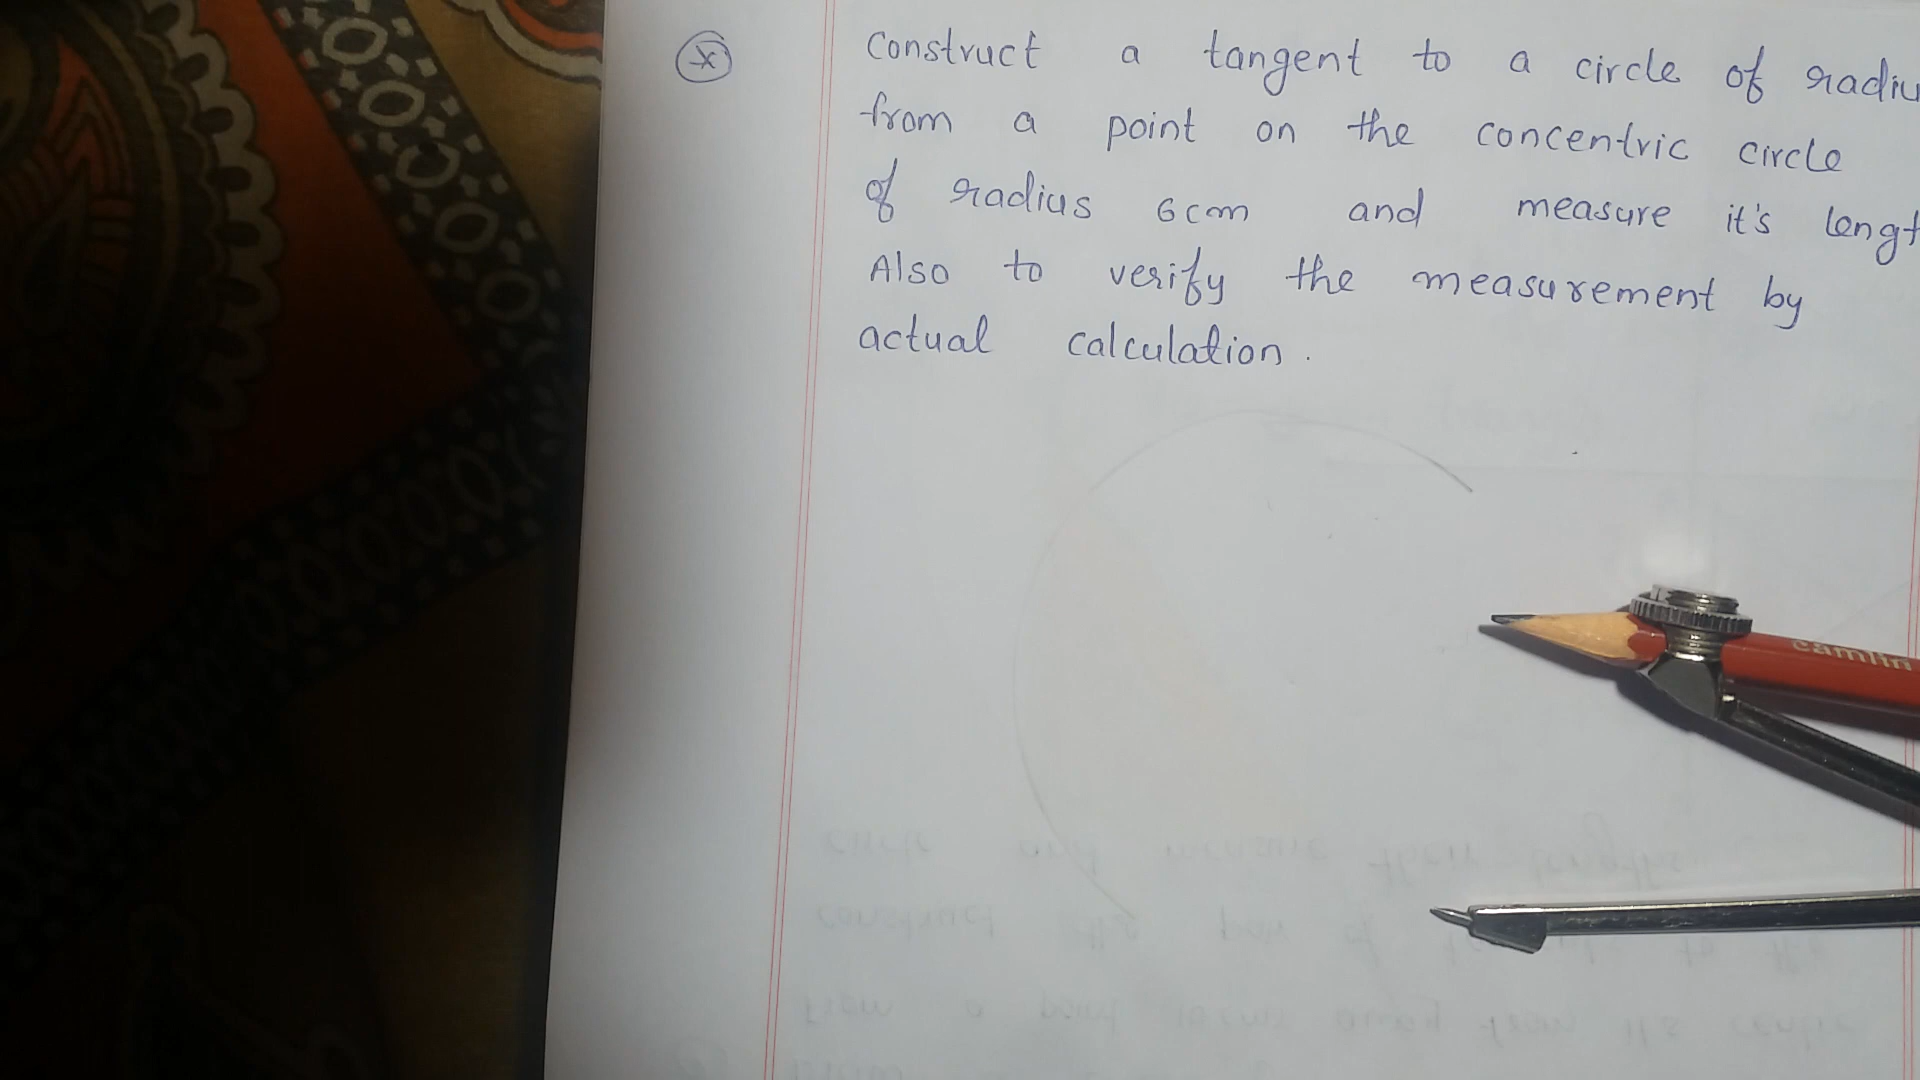 Construct a tangent to a circle of radiu
from a point on the concentric circle
of radius 6cm and measure it's lengt
Also to verify the measurement by
actual calculation.
camlin